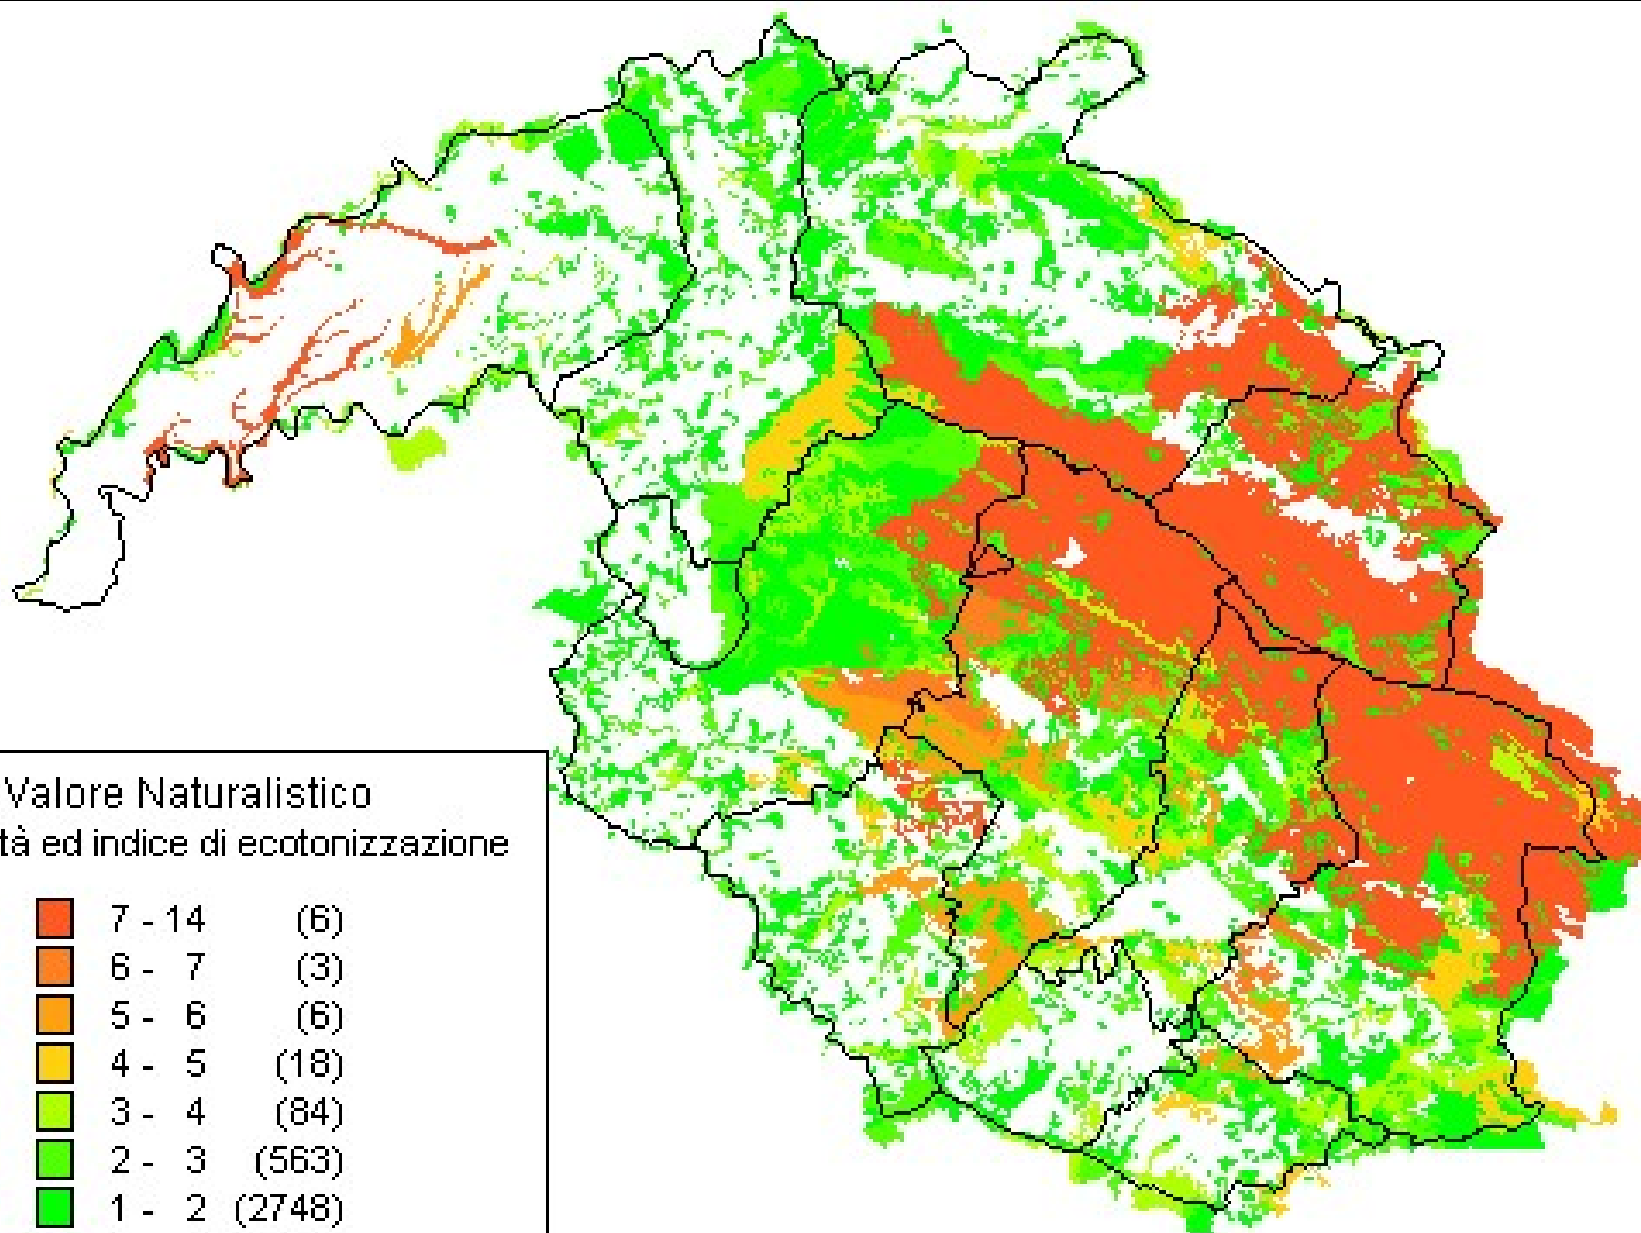 Valore Naturalistico
tà ed indice di ecotonizzazione
7 - 14 (6)
6 - 7 (3)
5 - 6 (6)
4 - 5 (18)
3 - 4 (84)
2 - 3 (563)
1 - 2 (2748)